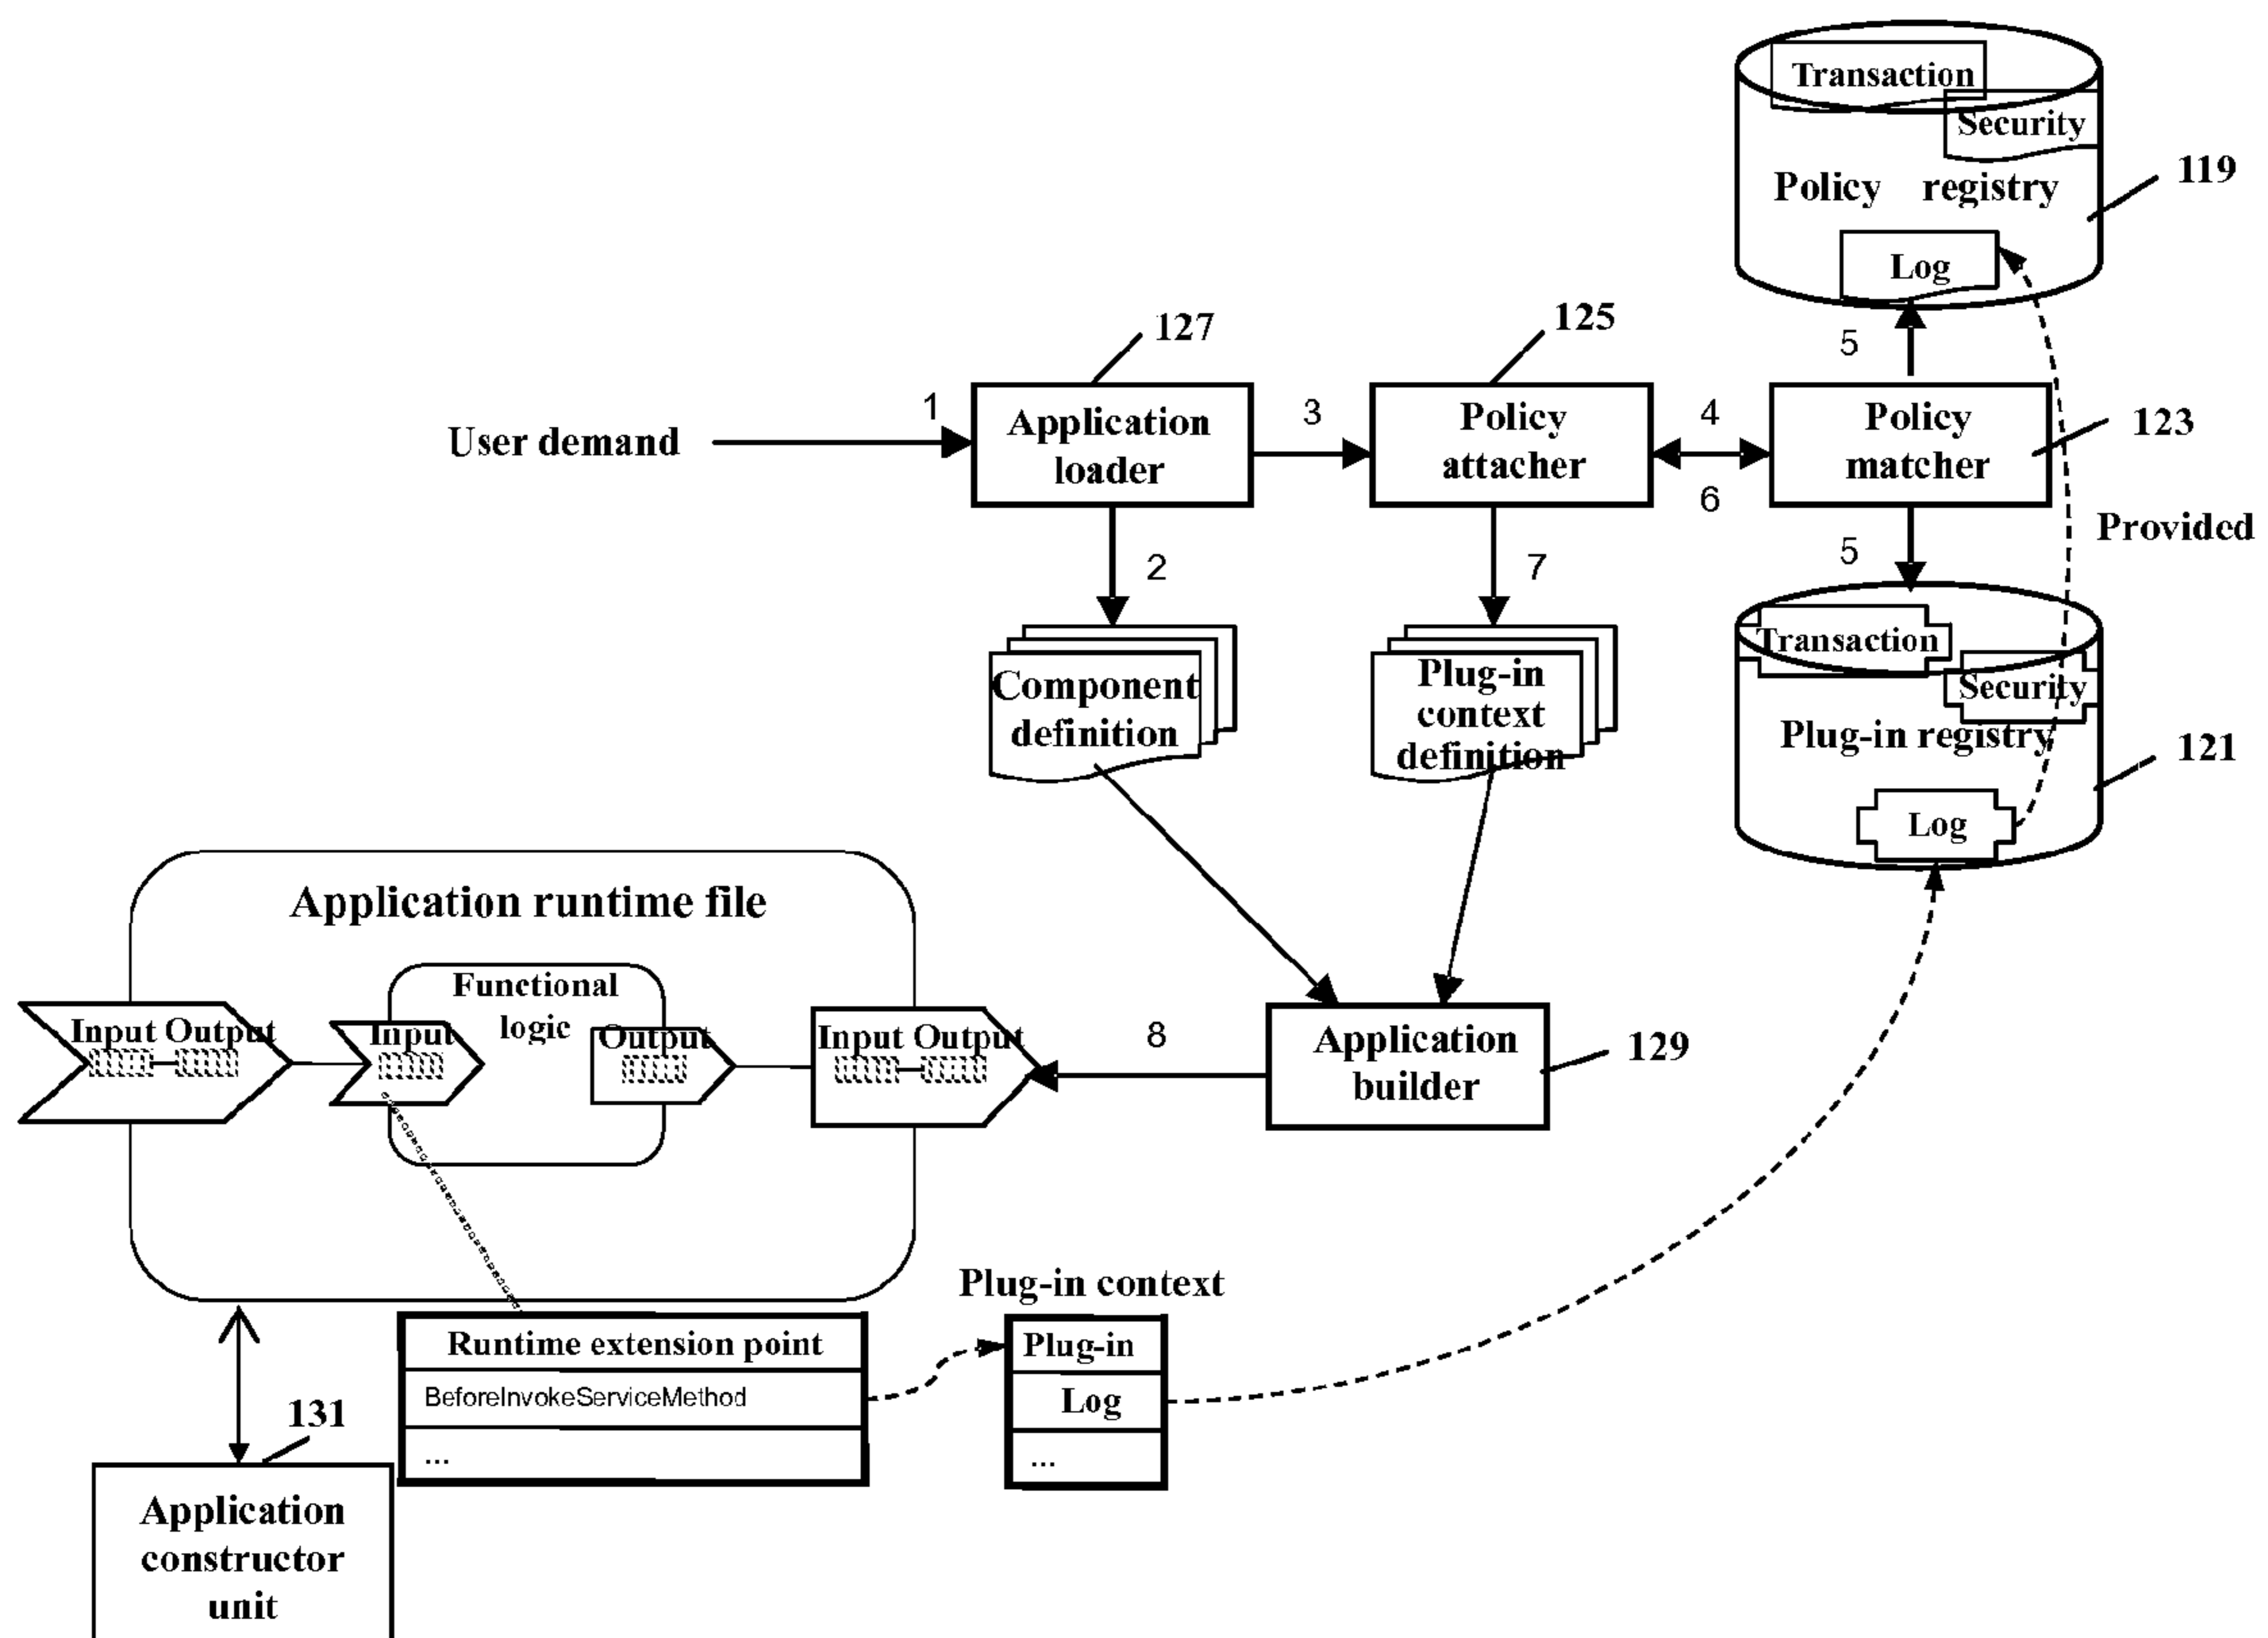 Transaction
Security
Policy registry
119
Log
127
125
5
1
3
4
User demand
Application
loader
Policy
attacher
Policy
matcher
123
6
Provided
2
7
5
Transaction
Component
definition
Plug-in
context
definition
Security
Plug-in registry
121
Log
Application runtime file
Functional
logic
Input Output
Input
Output
Input Output
8
Application
builder
129
Plug-in context
Runtime extension point
Plug-in
BeforeInvokeServiceMethod
Log
131
...
...
Application
constructor
unit